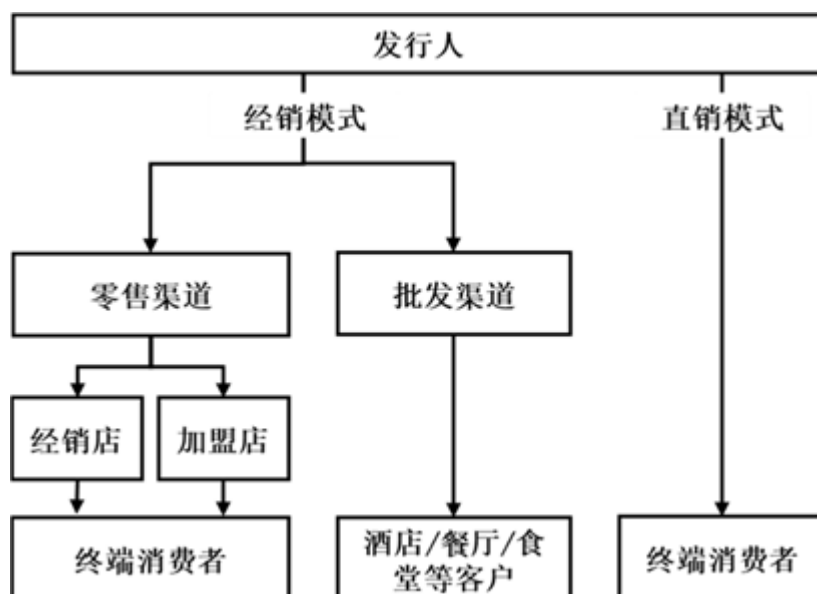 发行人
经销模式
直销模式
零售渠道
批发渠道
经销店
加盟店
终端消费者
酒店/餐厅/食
堂等客户
终端消费者